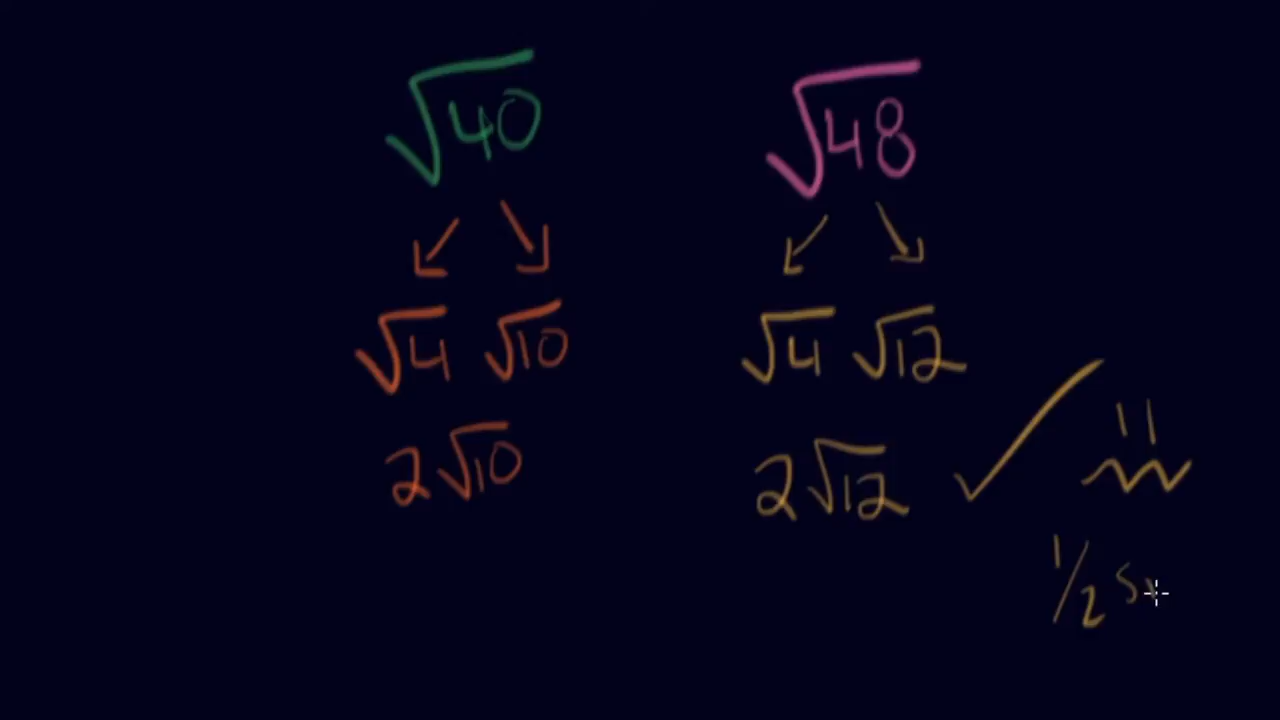 √40 √48
√4 √10 √4 √12
2√10 2√12
1/2